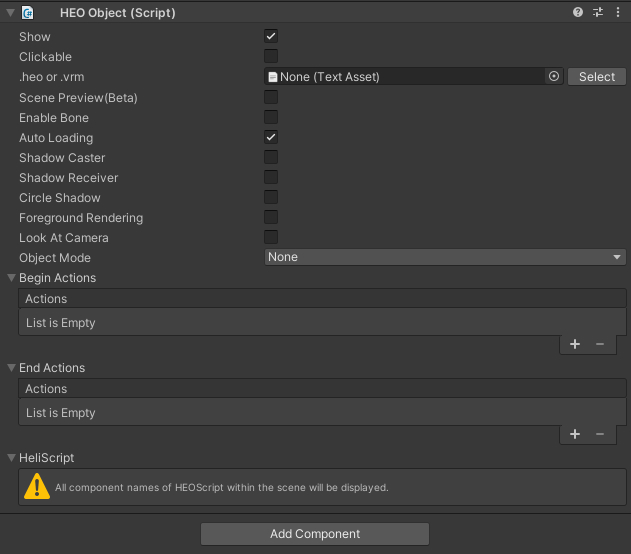 HEO Object (Script)
Show
Clickable
.heo or .vrm
None (Text Asset)
Select
Scene Preview(Beta)
Enable Bone
Auto Loading
Shadow Caster
Shadow Receiver
Circle Shadow
Foreground Rendering
Look At Camera
Object Mode
None
Begin Actions
Actions
List is Empty
+ −
End Actions
Actions
List is Empty
+ −
HeliScript
All component names of HEOScript within the scene will be displayed.
Add Component